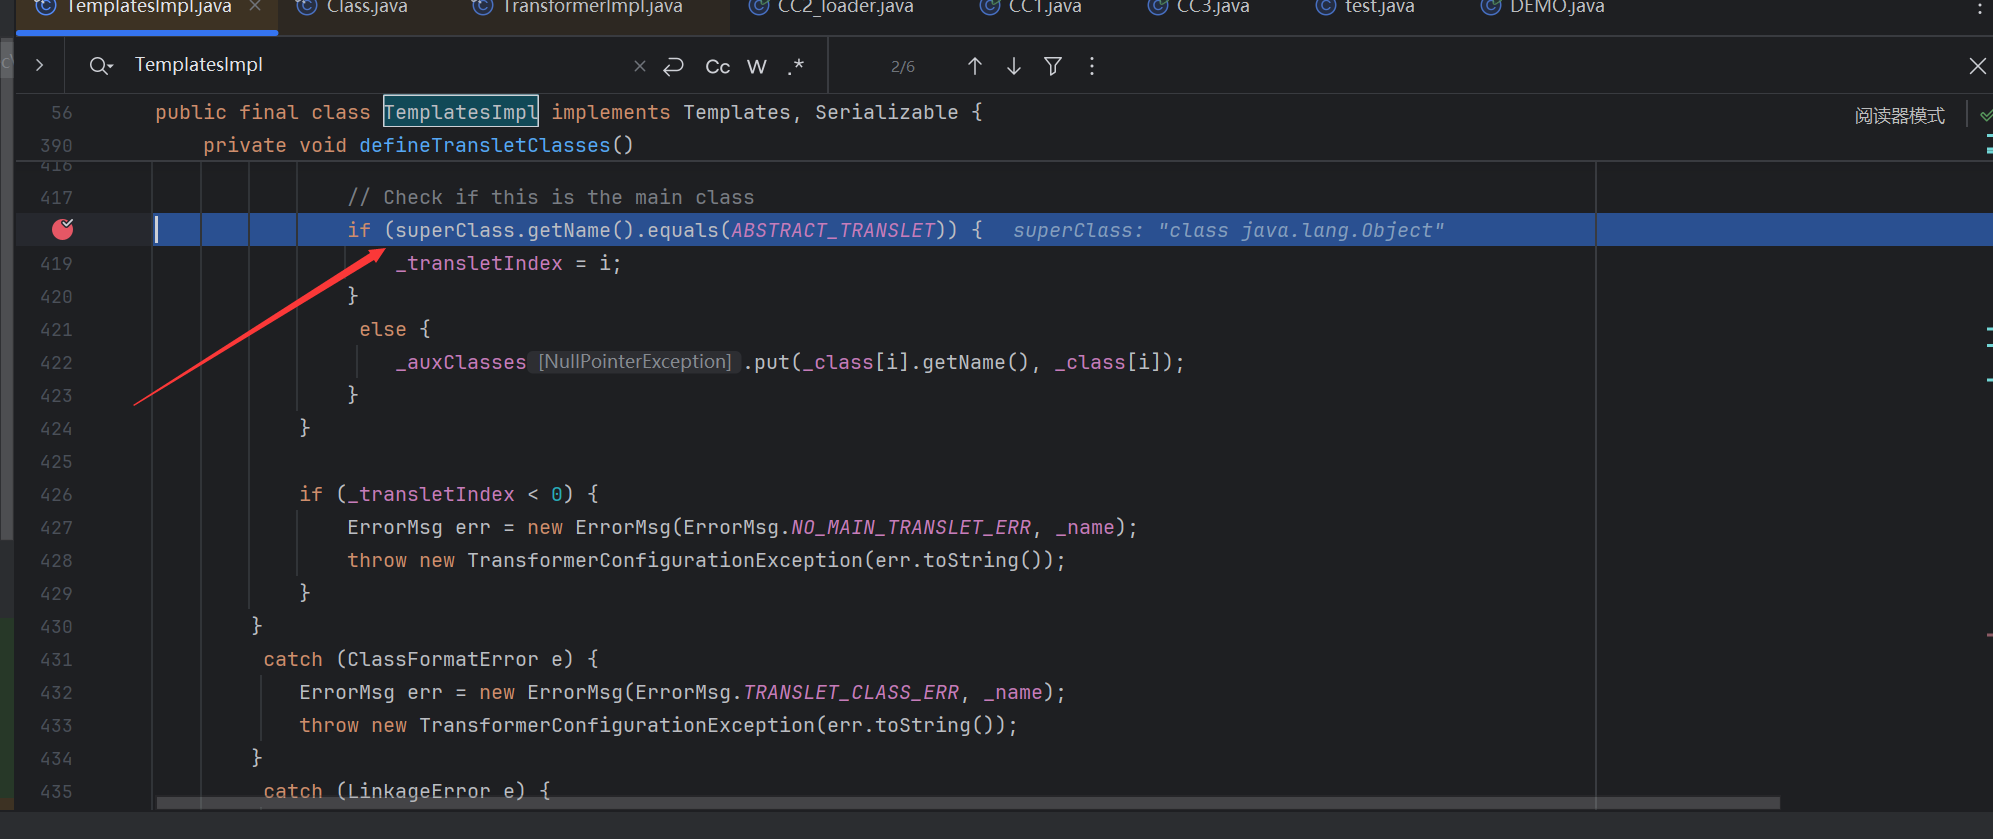 TemplatesImpl.java Class.java TransformerImpl.java CC2_loader.java CC1.java CC3.java test.java DEMO.java
TemplatesImpl Cc W .* 2/6
56 public final class TemplatesImpl implements Templates, Serializable { 阅读器模式
390 private void defineTransletClasses()
416
417 // Check if this is the main class
if (superClass.getName().equals(ABSTRACT_TRANSLET)) { superClass: "class java.lang.Object"
419 _transletIndex = i;
420 }
421 else {
422 _auxClasses [NullPointerException] .put(_class[i].getName(), _class[i]);
423 }
424 }
425
426 if (_transletIndex < 0) {
427 ErrorMsg err = new ErrorMsg(ErrorMsg.NO_MAIN_TRANSLET_ERR, _name);
428 throw new TransformerConfigurationException(err.toString());
429 }
430 }
431 catch (ClassFormatError e) {
432 ErrorMsg err = new ErrorMsg(ErrorMsg.TRANSLET_CLASS_ERR, _name);
433 throw new TransformerConfigurationException(err.toString());
434 }
435 catch (LinkageError e) {